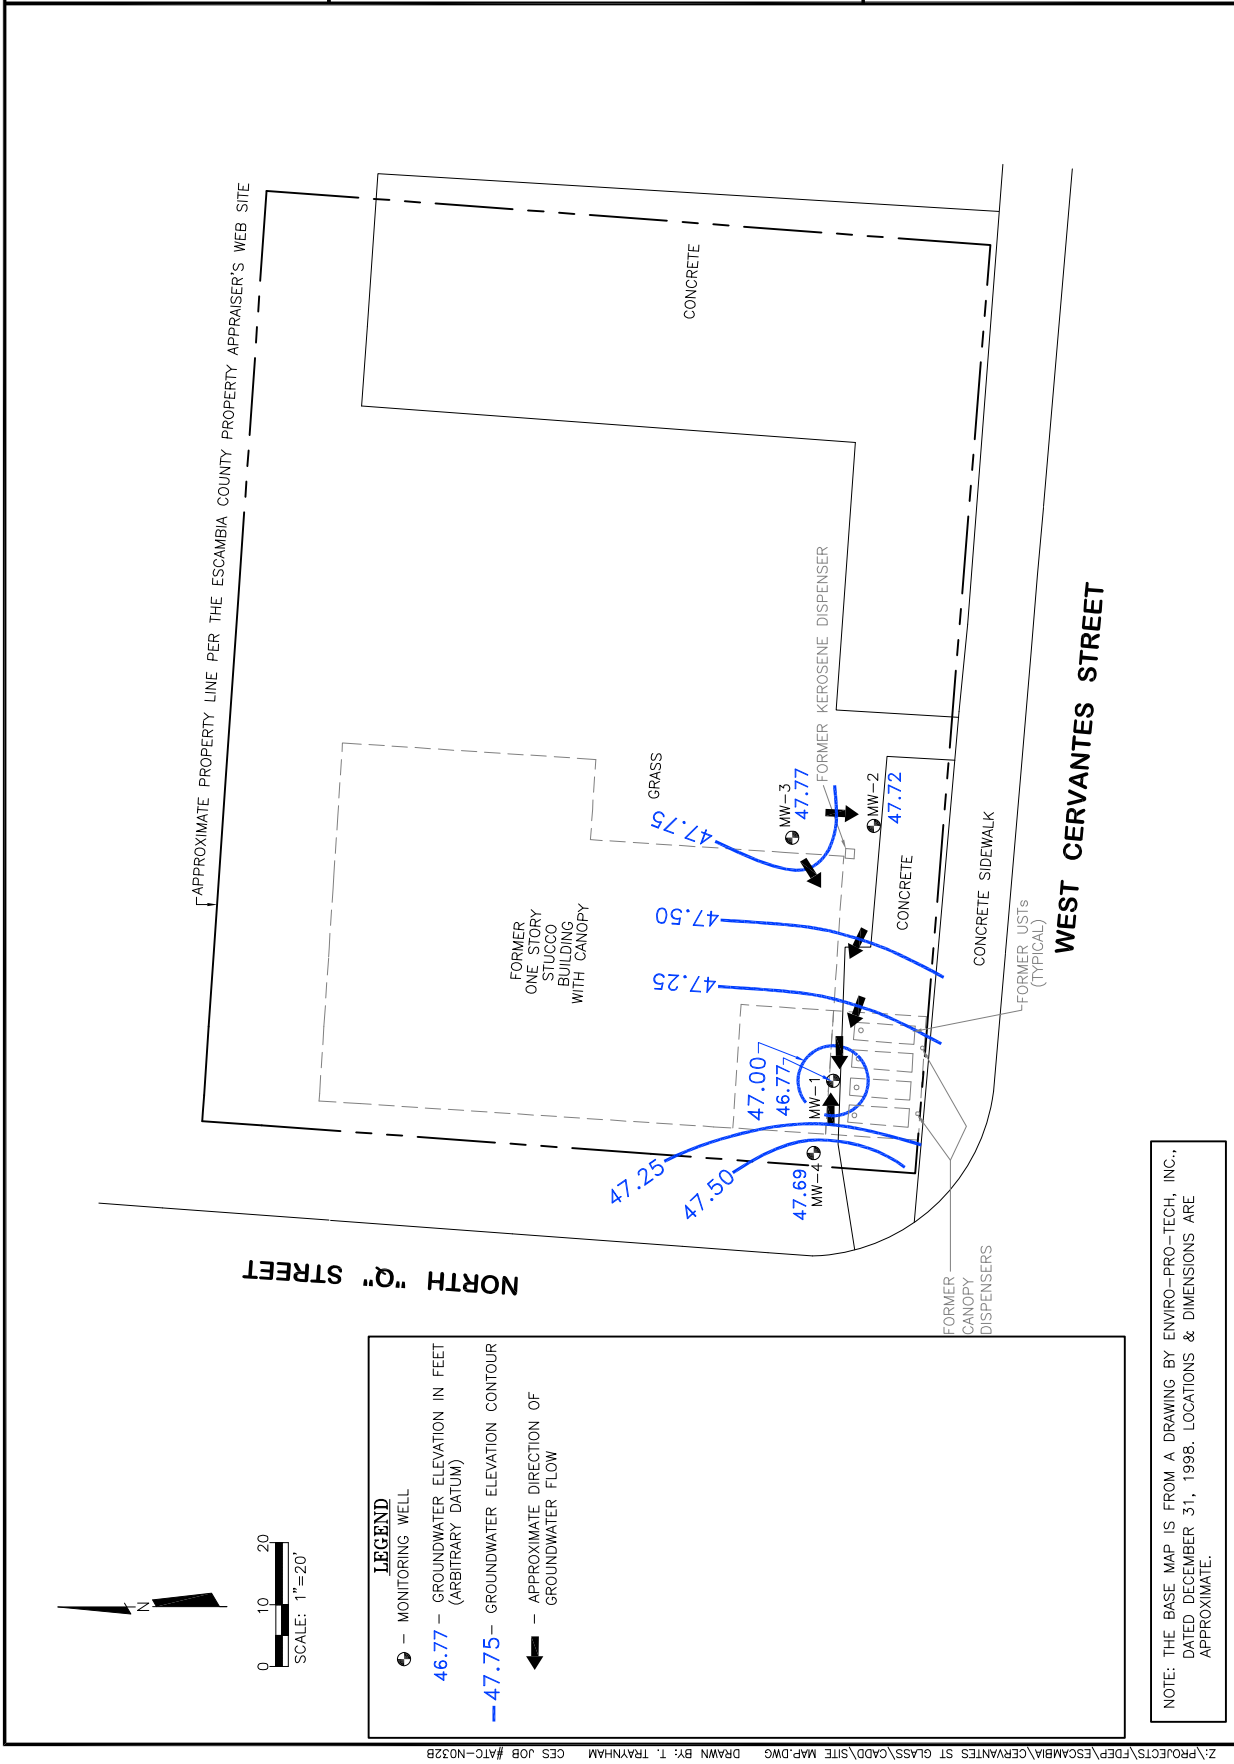 APPROXIMATE PROPERTY LINE PER THE ESCAMBIA COUNTY PROPERTY APPRAISER'S WEB SITE
CONCRETE
GRASS
FORMER
ONE STORY
STUCCO
BUILDING
WITH CANOPY
FORMER KEROSENE DISPENSER
47.75
MW-3
47.77
MW-2
47.72
47.50
47.25
CONCRETE
CONCRETE SIDEWALK
WEST CERVANTES STREET
FORMER USTs
(TYPICAL)
47.00
46.77
MW-1
47.25
47.50
47.69
MW-4
NORTH "Q" STREET
FORMER
CANOPY
DISPENSERS
N
0 10 20
SCALE: 1"=20'
LEGEND
- MONITORING WELL
46.77 - GROUNDWATER ELEVATION IN FEET
(ARBITRARY DATUM)
47.75 - GROUNDWATER ELEVATION CONTOUR
- APPROXIMATE DIRECTION OF
GROUNDWATER FLOW
NOTE: THE BASE MAP IS FROM A DRAWING BY ENVIRO-PRO-TECH, INC.,
DATED DECEMBER 31, 1998. LOCATIONS & DIMENSIONS ARE
APPROXIMATE.
Z:\PROJECTS\FDEP\ESCAMBIA\CERVANTES ST GLASS\CADD\SITE MAP.DWG DRAWN BY: T. TRAYNHAM CES JOB #ATC-N032B